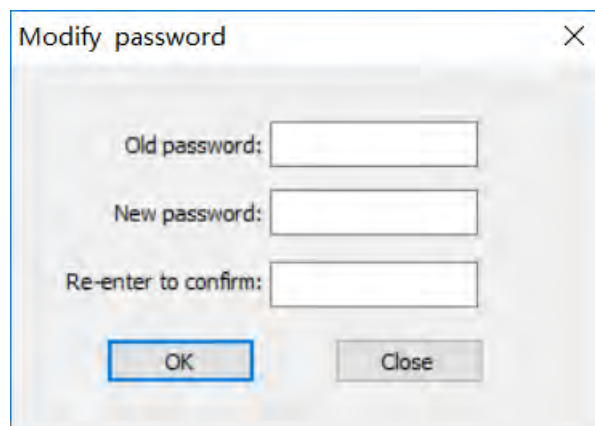 Modify password
Old password:
New password:
Re-enter to confirm:
OK Close